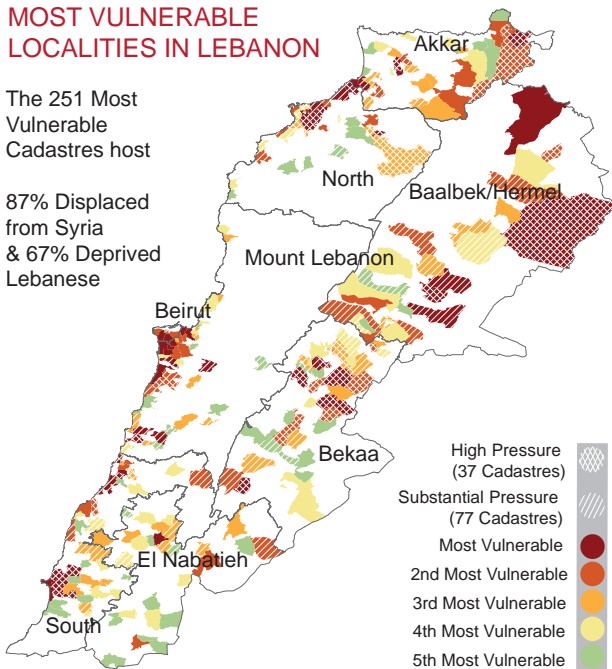 MOST VULNERABLE
LOCALITIES IN LEBANON
The 251 Most
Vulnerable
Cadastres host
87% Displaced
from Syria
& 67% Deprived
Lebanese
Akkar
North
Baalbek/Hermel
Mount Lebanon
Beirut
Bekaa
El Nabatieh
South
High Pressure
(37 Cadastres)
Substantial Pressure
(77 Cadastres)
Most Vulnerable
2nd Most Vulnerable
3rd Most Vulnerable
4th Most Vulnerable
5th Most Vulnerable